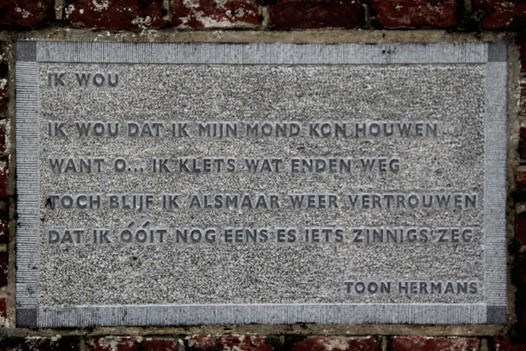 IK WOU
IK WOU DAT IK MIJN MOND KON HOUWEN
WANT O... IK KLETS WAT ENDEN WEG
TOCH BLIJF IK ALSMAAR WEER VERTROUWEN
DAT IK ÓÓIT NOG EENS ES IETS ZINNIGS ZEG.
TOON HERMANS